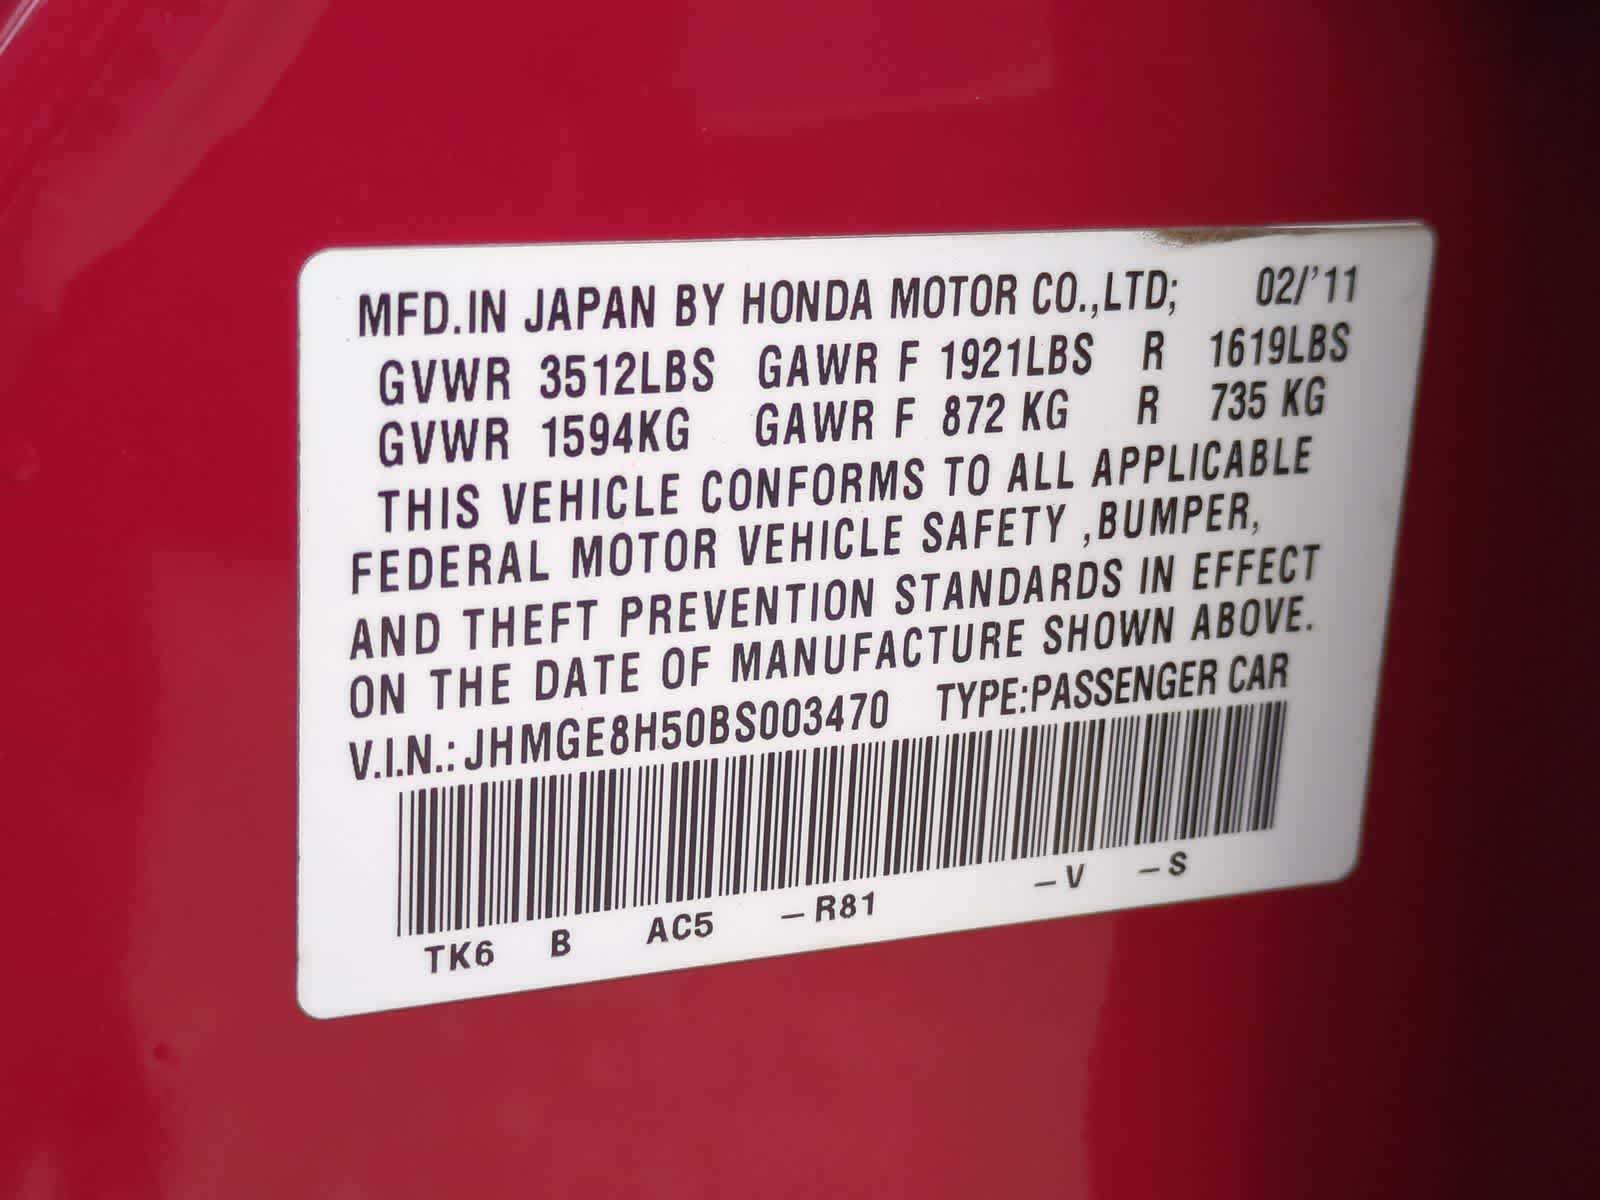 MFD.IN JAPAN BY HONDA MOTOR CO.,LTD; 02/'11
GVWR 3512LBS GAWR F 1921LBS R 1619LBS
GVWR 1594KG GAWR F 872 KG R 735 KG
THIS VEHICLE CONFORMS TO ALL APPLICABLE
FEDERAL MOTOR VEHICLE SAFETY ,BUMPER,
AND THEFT PREVENTION STANDARDS IN EFFECT
ON THE DATE OF MANUFACTURE SHOWN ABOVE.
V.I.N.: JHMGE8H50BS003470 TYPE:PASSENGER CAR
TK6 B AC5 –R81 –V –S